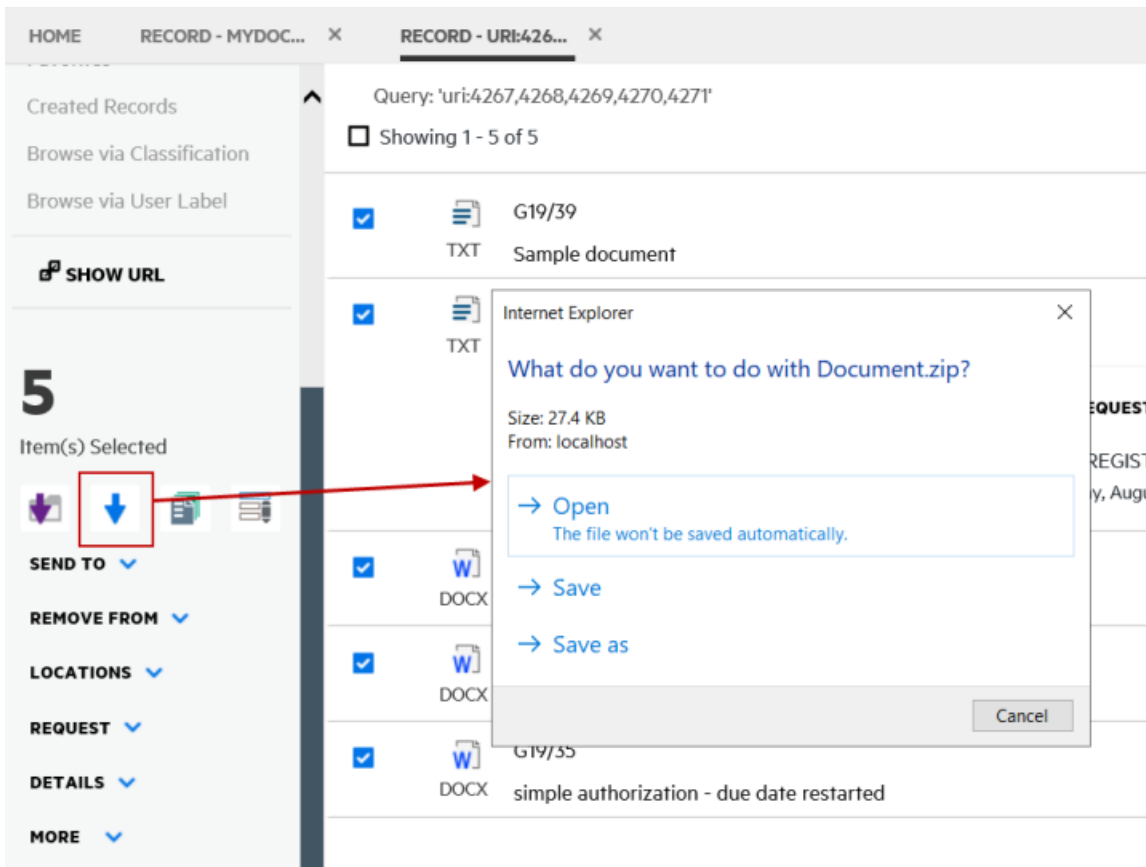 HOME
RECORD - MYDOC...
RECORD - URI:426...
Created Records
Browse via Classification
Browse via User Label
SHOW URL
5
Item(s) Selected
SEND TO
REMOVE FROM
LOCATIONS
REQUEST
DETAILS
MORE
Query: 'uri:4267,4268,4269,4270,4271'
Showing 1 - 5 of 5
TXT
G19/39
Sample document
TXT
Internet Explorer
What do you want to do with Document.zip?
Size: 27.4 KB
From: localhost
Open
The file won't be saved automatically.
Save
Save as
Cancel
DOCX
DOCX
DOCX
G19/35
simple authorization - due date restarted